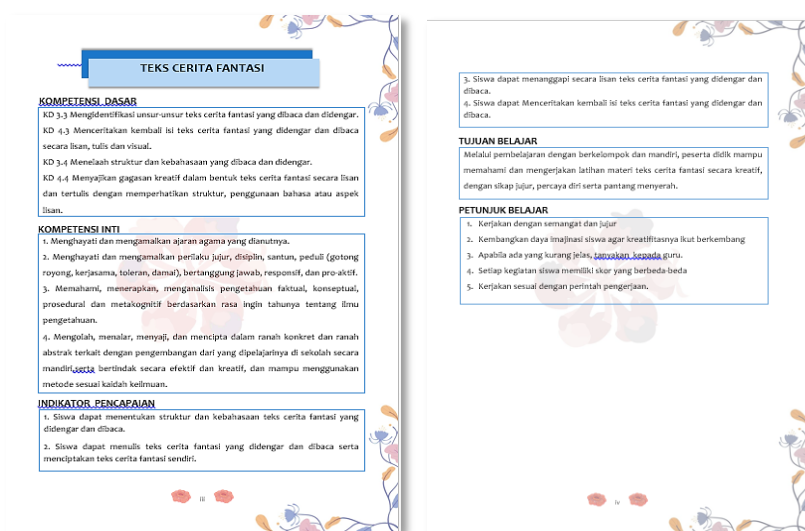 TEKS CERITA FANTASI
KOMPETENSI DASAR
KD 3.3 Mengidentifikasi unsur-unsur teks cerita fantasi yang dibaca dan didengar.
KD 4.3 Menceritakan kembali isi teks cerita fantasi yang didengar dan dibaca
secara lisan, tulis dan visual.
KD 3.4 Menelaah struktur dan kebahasaan yang dibaca dan didengar.
KD 4.4 Menyajikan gagasan kreatif dalam bentuk teks cerita fantasi secara lisan
dan tertulis dengan memperhatikan struktur, penggunaan bahasa atau aspek
lisan.
KOMPETENSI INTI
1. Menghayati dan mengamalkan ajaran agama yang dianutnya.
2. Menghayati dan mengamalkan perilaku jujur, disiplin, santun, peduli (gotong
royong, kerjasama, toleran, damai), bertanggung jawab, responsif, dan pro-aktif.
3. Memahami, menerapkan, menganalisis pengetahuan faktual, konseptual,
prosedural dan metakognitif berdasarkan rasa ingin tahunya tentang ilmu
pengetahuan.
4. Mengolah, menalar, menyaji, dan mencipta dalam ranah konkret dan ranah
abstrak terkait dengan pengembangan dari yang dipelajarinya di sekolah secara
mandiri,serta bertindak secara efektif dan kreatif, dan mampu menggunakan
metode sesuai kaidah keilmuan.
INDIKATOR PENCAPAIAN
1. Siswa dapat menentukan struktur dan kebahasaan teks cerita fantasi yang
didengar dan dibaca.
2. Siswa dapat menulis teks cerita fantasi yang didengar dan dibaca serta
menciptakan teks cerita fantasi sendiri.
iii
3. Siswa dapat menanggapi secara lisan teks cerita fantasi yang didengar dan
dibaca.
4. Siswa dapat Menceritakan kembali isi teks cerita fantasi yang didengar dan
dibaca.
TUJUAN BELAJAR
Melalui pembelajaran dengan berkelompok dan mandiri, peserta didik mampu
memahami dan mengerjakan latihan materi teks cerita fantasi secara kreatif,
dengan sikap jujur, percaya diri serta pantang menyerah.
PETUNJUK BELAJAR
1. Kerjakan dengan semangat dan jujur
2. Kembangkan daya imajinasi siswa agar kreatifitasnya ikut berkembang
3. Apabila ada yang kurang jelas, tanyakan kepada guru.
4. Setiap kegiatan siswa memiliki skor yang berbeda-beda
5. Kerjakan sesuai dengan perintah pengerjaan.
iv